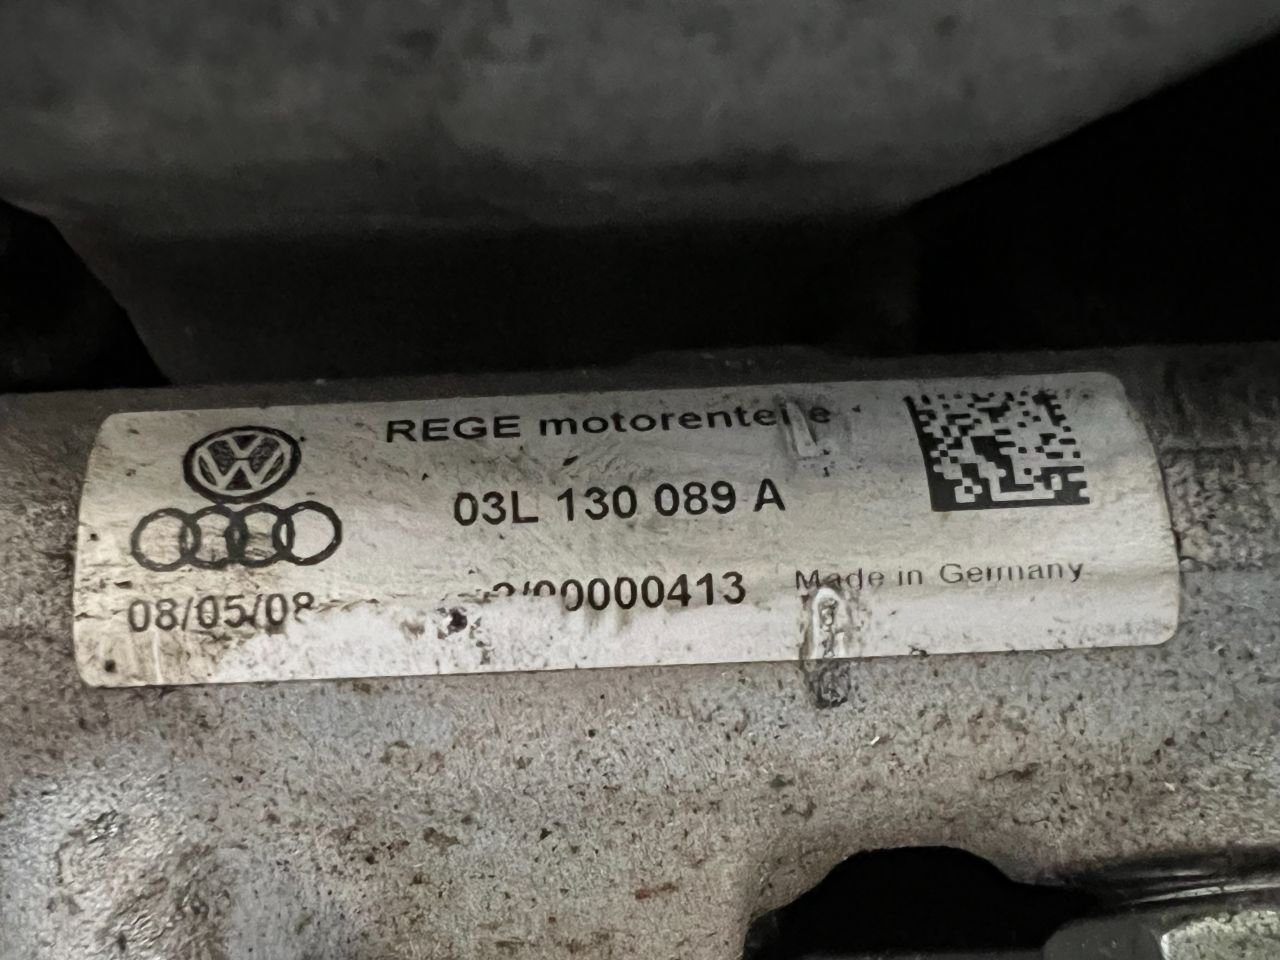 REGE motorenteile
03L 130 089 A
08/05/08
00000413
Made in Germany